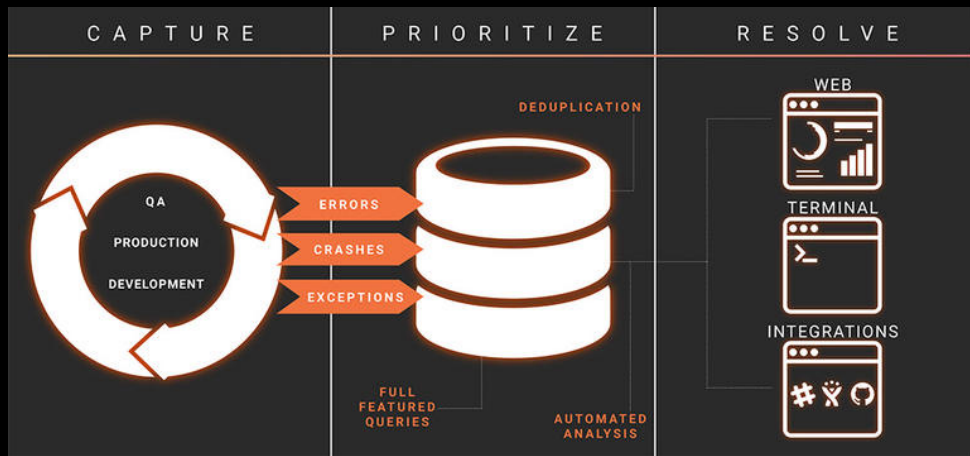 CAPTURE
PRIORITIZE
RESOLVE
QA
PRODUCTION
DEVELOPMENT
ERRORS
CRASHES
EXCEPTIONS
DEDUPLICATION
FULL
FEATURED
QUERIES
AUTOMATED
ANALYSIS
WEB
TERMINAL
INTEGRATIONS